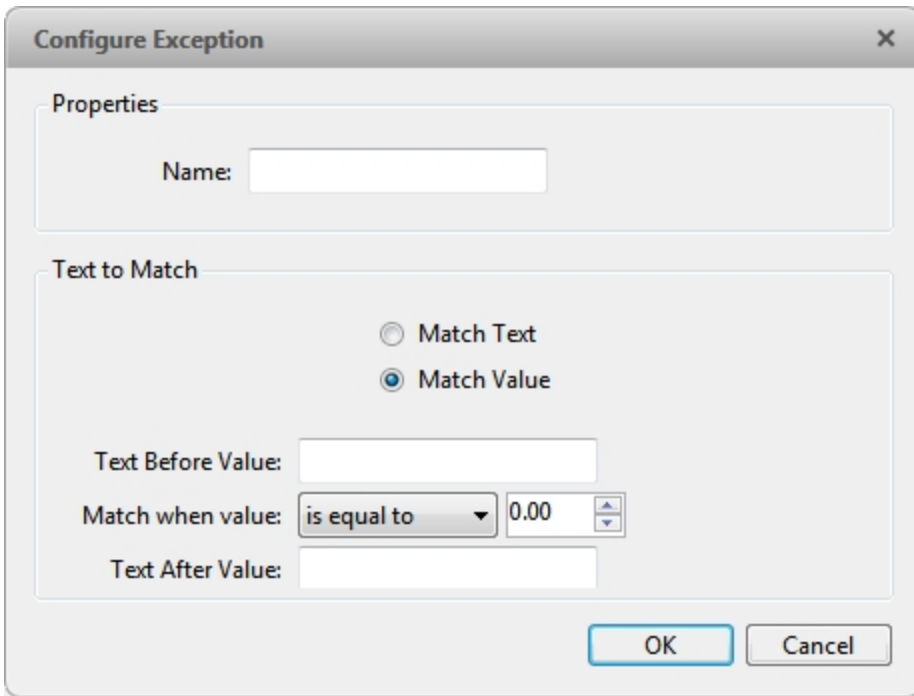 Configure Exception
Properties
Name:
Text to Match
Match Text
Match Value
Text Before Value:
Match when value: is equal to 0.00
Text After Value:
OK Cancel